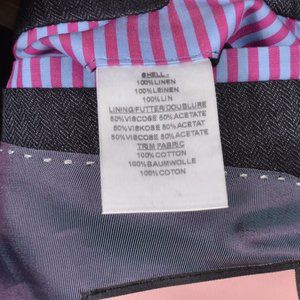 SHELL:-
100%LINEN
100%LEINEN
100%LIN
LINING/FUTTER/DOUBLURE
50%VISCOSE 50%ACETATE
50%VISKOSE 50%ACETAT
50%VISCOSE 50%ACETATE
TRIM FABRIC
100%COTTON
100%BAUMWOLLE
100%COTON